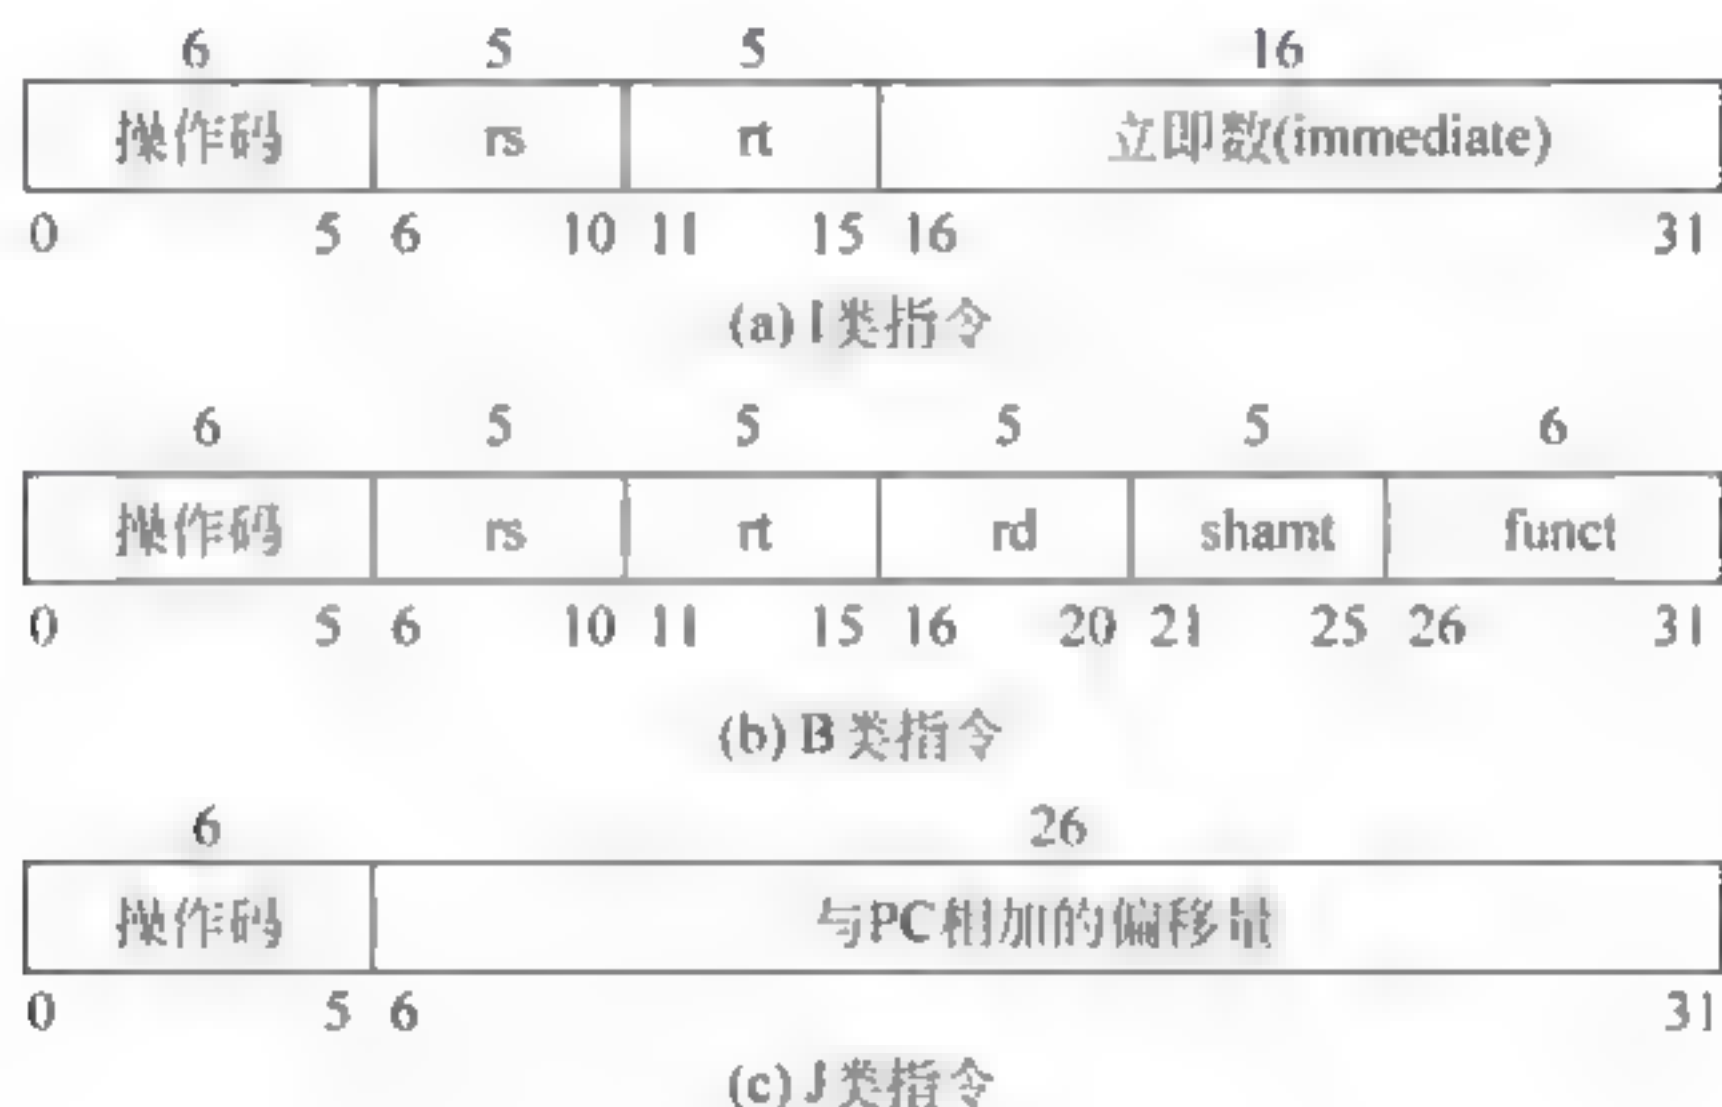 6 5 5 16
操作码 rs rt 立即数(immediate)
0 5 6 10 11 15 16 31
(a) I类指令
6 5 5 5 5 6
操作码 rs rt rd shamt funct
0 5 6 10 11 15 16 20 21 25 26 31
(b) B类指令
6 26
操作码 与PC相加的偏移量
0 5 6 31
(c) J类指令